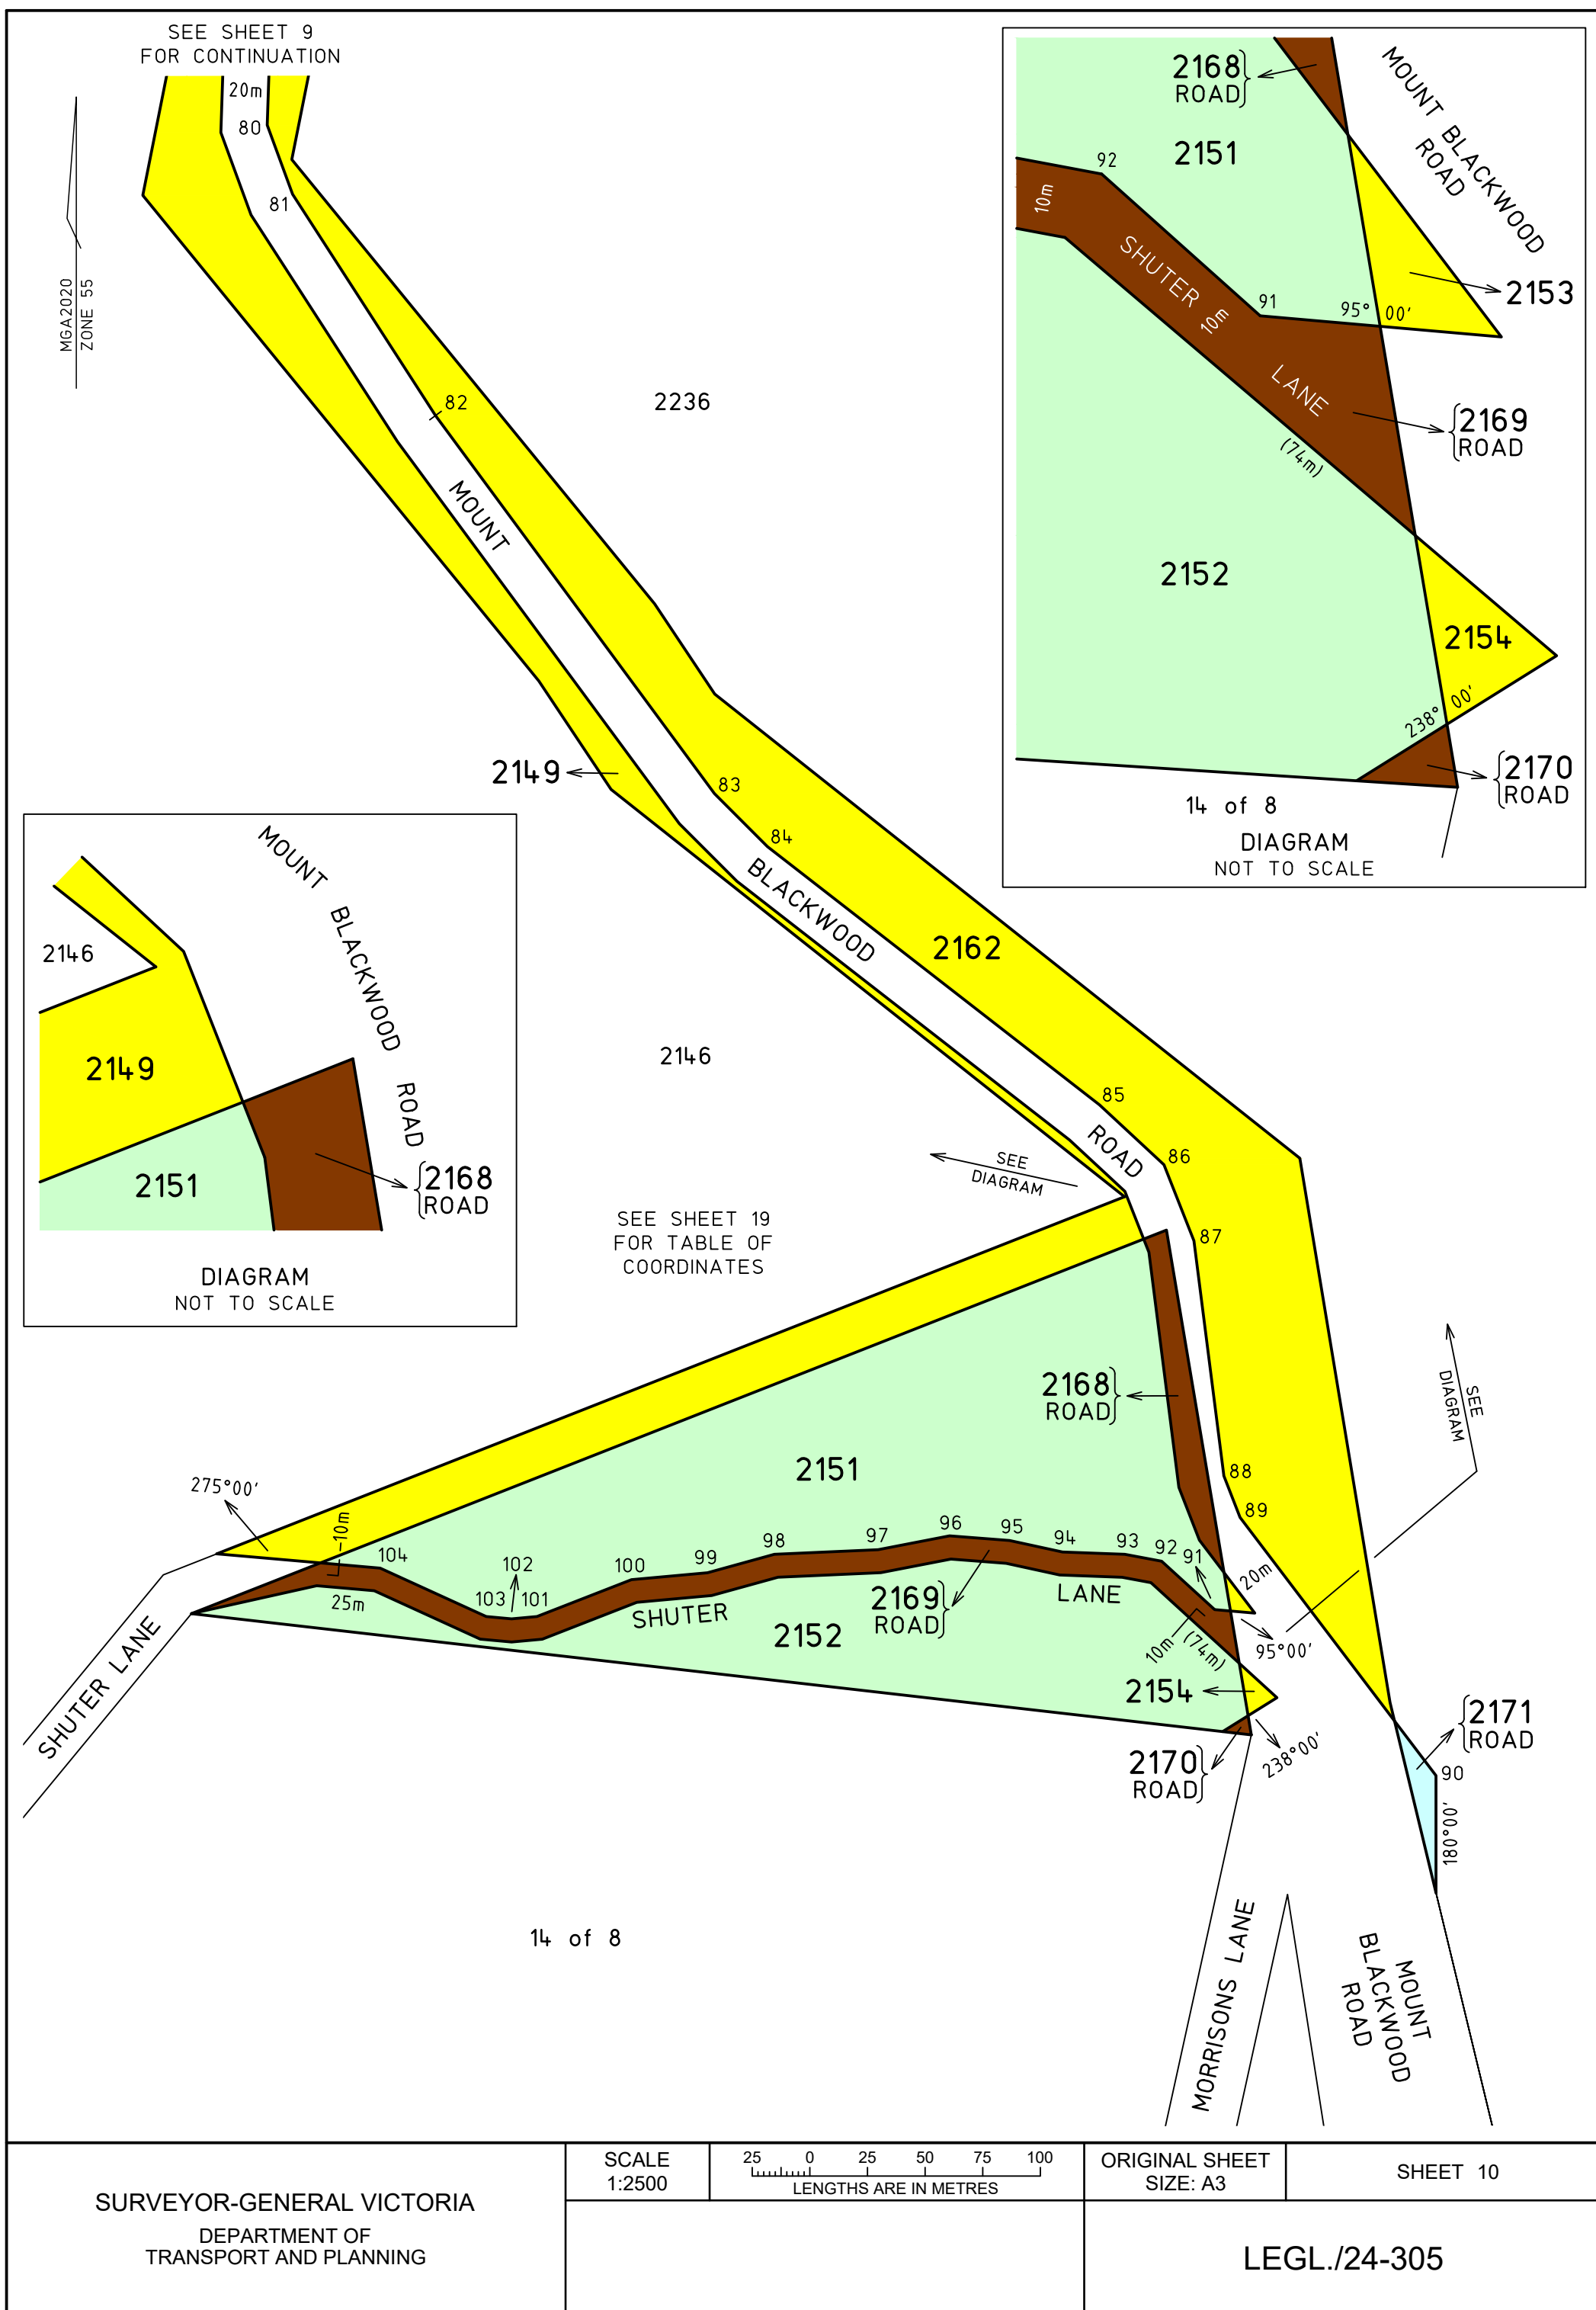 SEE SHEET 9
FOR CONTINUATION
20m
80
81
MGA2020
ZONE 55
82
2236
MOUNT
2149
83
84
BLACKWOOD
2162
2146
85
ROAD
86
87
SEE
DIAGRAM
SEE SHEET 19
FOR TABLE OF
COORDINATES
2168
ROAD
MOUNT BLACKWOOD
ROAD
2151
92
10m
SHUTER
10m
LANE
91
95° 00'
2153
2169
ROAD
(74m)
2152
2154
238° 00'
2170
ROAD
14 of 8
DIAGRAM
NOT TO SCALE
MOUNT BLACKWOOD ROAD
2146
2149
2151
2168
ROAD
DIAGRAM
NOT TO SCALE
SEE
DIAGRAM
2168
ROAD
2151
88
89
275°00'
10m
104
25m
103
102
101
100
99
98
97
96
95
94
93
92
91
20m
SHUTER
2169
ROAD
LANE
2152
10m
(74m)
95°00'
2154
2170
ROAD
238°00'
2171
ROAD
90
180°00'
SHUTER LANE
14 of 8
MORRISONS LANE
MOUNT
BLACKWOOD
ROAD
SURVEYOR-GENERAL VICTORIA
DEPARTMENT OF
TRANSPORT AND PLANNING
SCALE
1:2500
25 0 25 50 75 100
LENGTHS ARE IN METRES
ORIGINAL SHEET
SIZE: A3
SHEET 10
LEGL./24-305